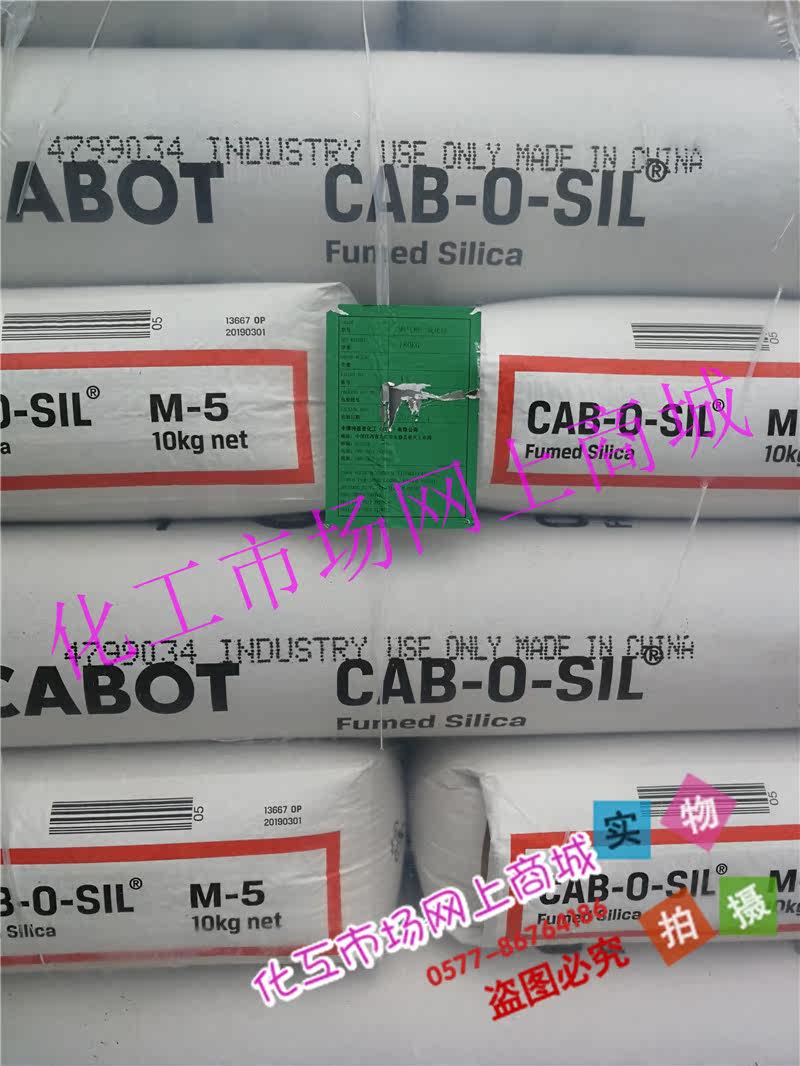 4799034 INDUSTRY USE ONLY MADE IN CHINA
CABOT CAB-O-SIL®
Fumed Silica
05
13667 OP
20190301
O-SIL® M-5
10kg net
05
CAB-O-SIL® M
Fumed Silica 10kg
化工市场网上商城
4799034 INDUSTRY USE ONLY MADE IN CHINA
CABOT CAB-O-SIL®
Fumed Silica
05
13667 OP
20190301
B-O-SIL® M-5
Silica 10kg net
05
CAB-O-SIL® M
Fumed Silica
实物
拍摄
化互市场网上商城
0577-86764186
盗图必究